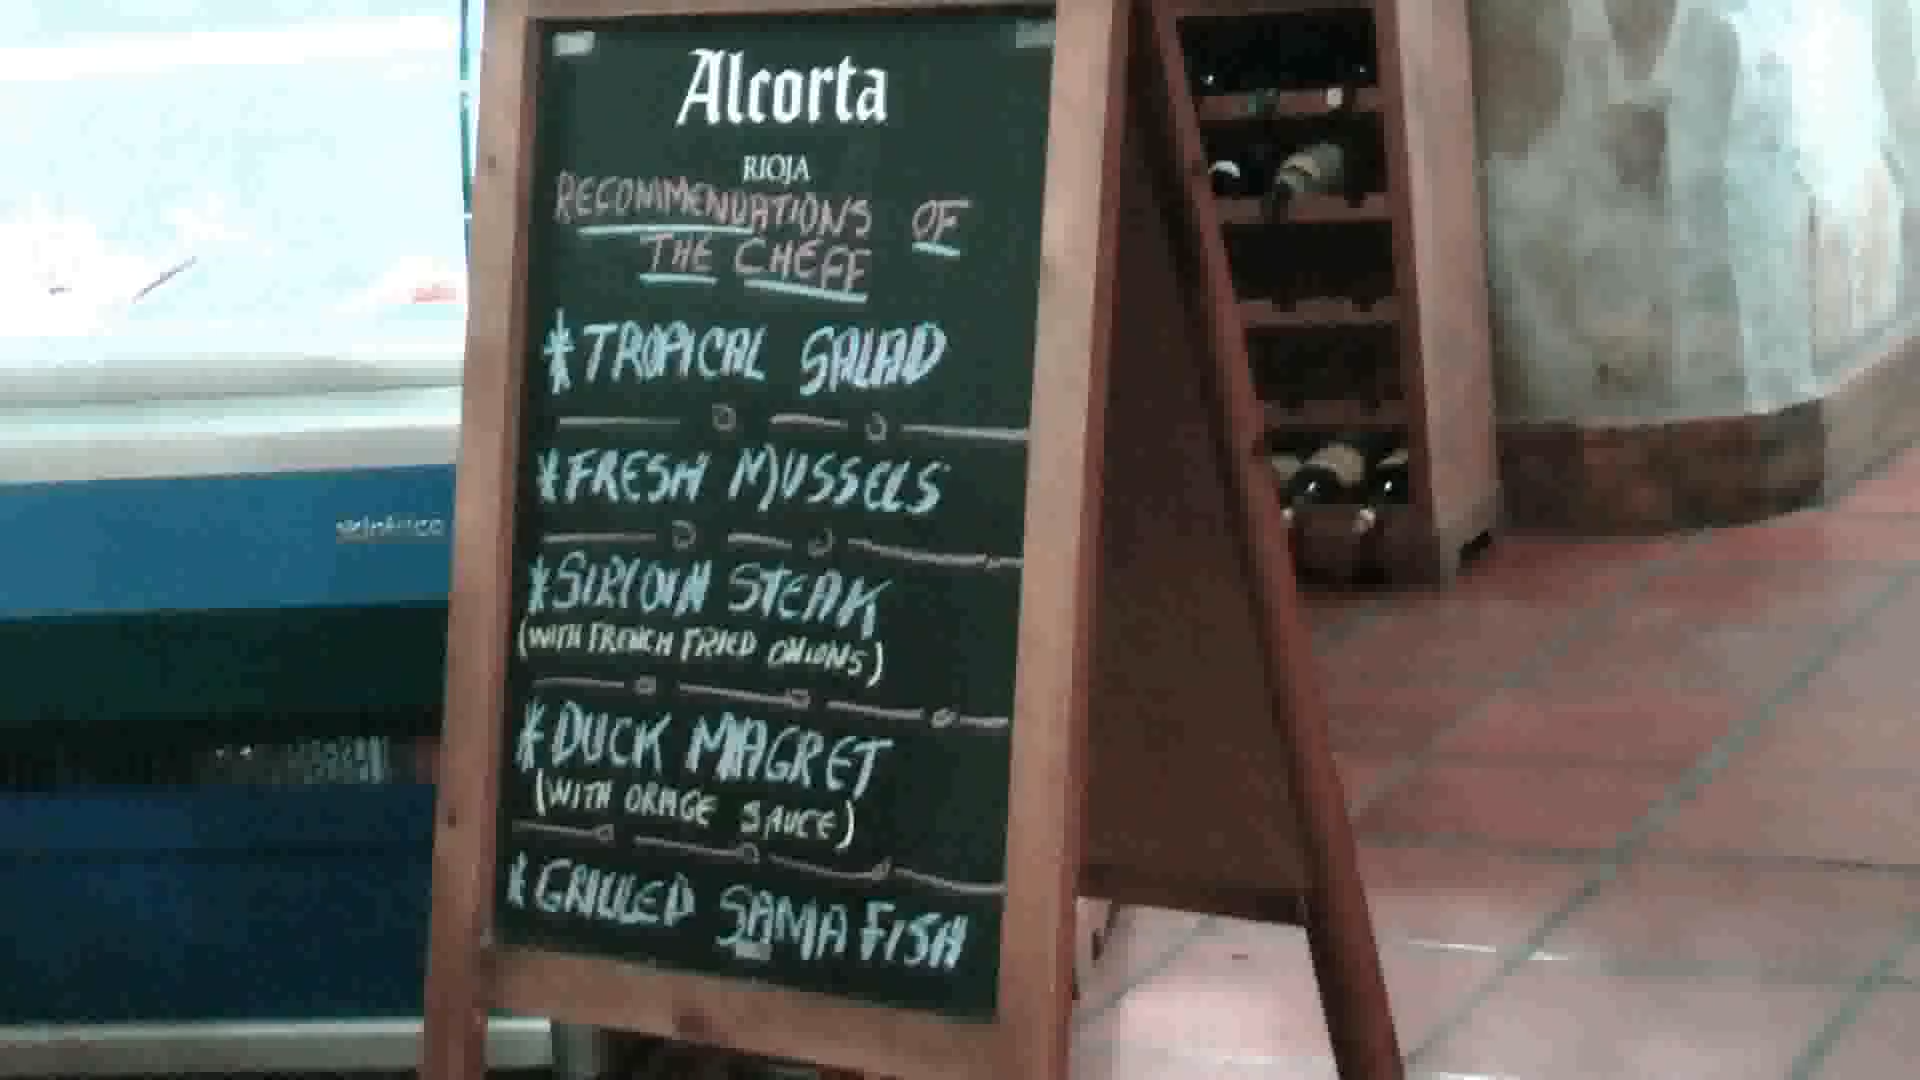 Alcorta
RIOJA
RECOMMENDATIONS OF
THE CHEFF
*TROPICAL SALAD
*FRESH MUSSELS
*SIRLOIN STEAK
(WITH FRENCH FRIED ONIONS)
*DUCK MAGRET
(WITH ORANGE SAUCE)
*GRILLED SAMA FISH